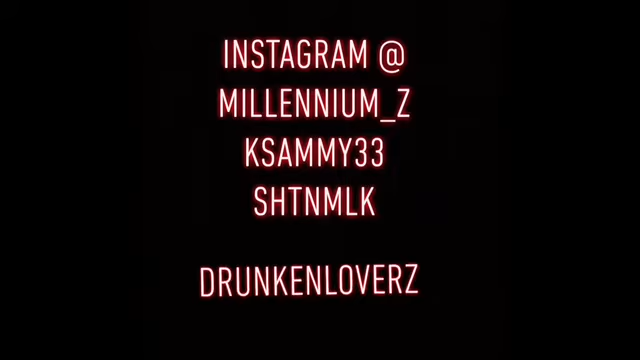 INSTAGRAM @
MILLENNIUM_Z
KSAMMY33
SHTNMLK
DRUNKENLOVERZ